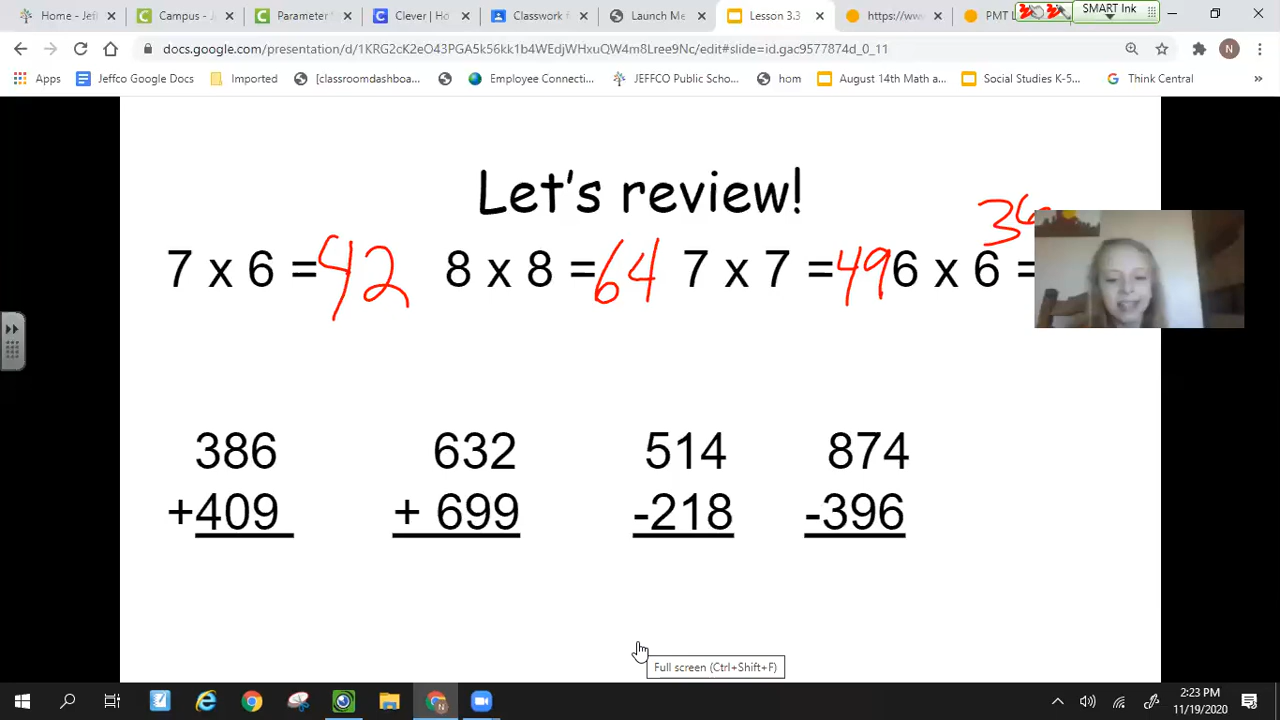 Home - Jef
Campus -
Parameter
Clever | Ho
Classwork f
Launch Me
Lesson 3.3
https://ww
PMT L
SMART Ink
docs.google.com/presentation/d/1KRG2cK2eO43PGA5k56kk1b4WEdjWHxuQW4m8Lree9Nc/edit#slide=id.gac9577874d_0_11
N
Apps
Jeffco Google Docs
Imported
[classroomdashboa...
Employee Connecti...
JEFFCO Public Scho...
hsm
August 14th Math a...
Social Studies K-5...
Think Central
Let's review!
36
7 x 6 =42 8 x 8 =64 7 x 7 =49 6 x 6 =
386 632 514 874
+409 + 699 -218 -396
Full screen (Ctrl+Shift+F)
2:23 PM
11/19/2020